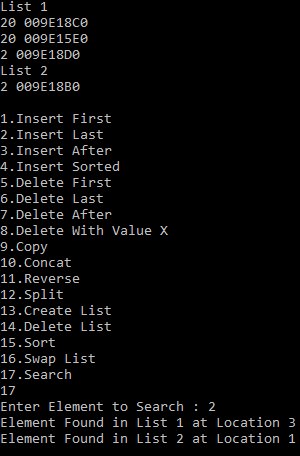 List 1
20 009E18C0
20 009E15E0
2 009E18D0
List 2
2 009E18B0
1.Insert First
2.Insert Last
3.Insert After
4.Insert Sorted
5.Delete First
6.Delete Last
7.Delete After
8.Delete With Value X
9.Copy
10.Concat
11.Reverse
12.Split
13.Create List
14.Delete List
15.Sort
16.Swap List
17.Search
17
Enter Element to Search : 2
Element Found in List 1 at Location 3
Element Found in List 2 at Location 1